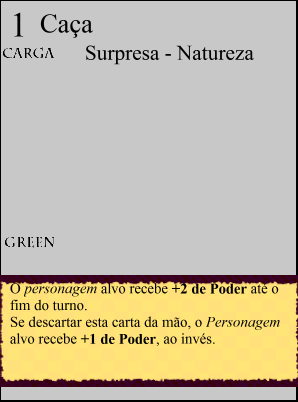 1 Caça
CARGA Surpresa - Natureza
GREEN
O personagem alvo recebe +2 de Poder até o
fim do turno.
Se descartar esta carta da mão, o Personagem
alvo recebe +1 de Poder, ao invés.